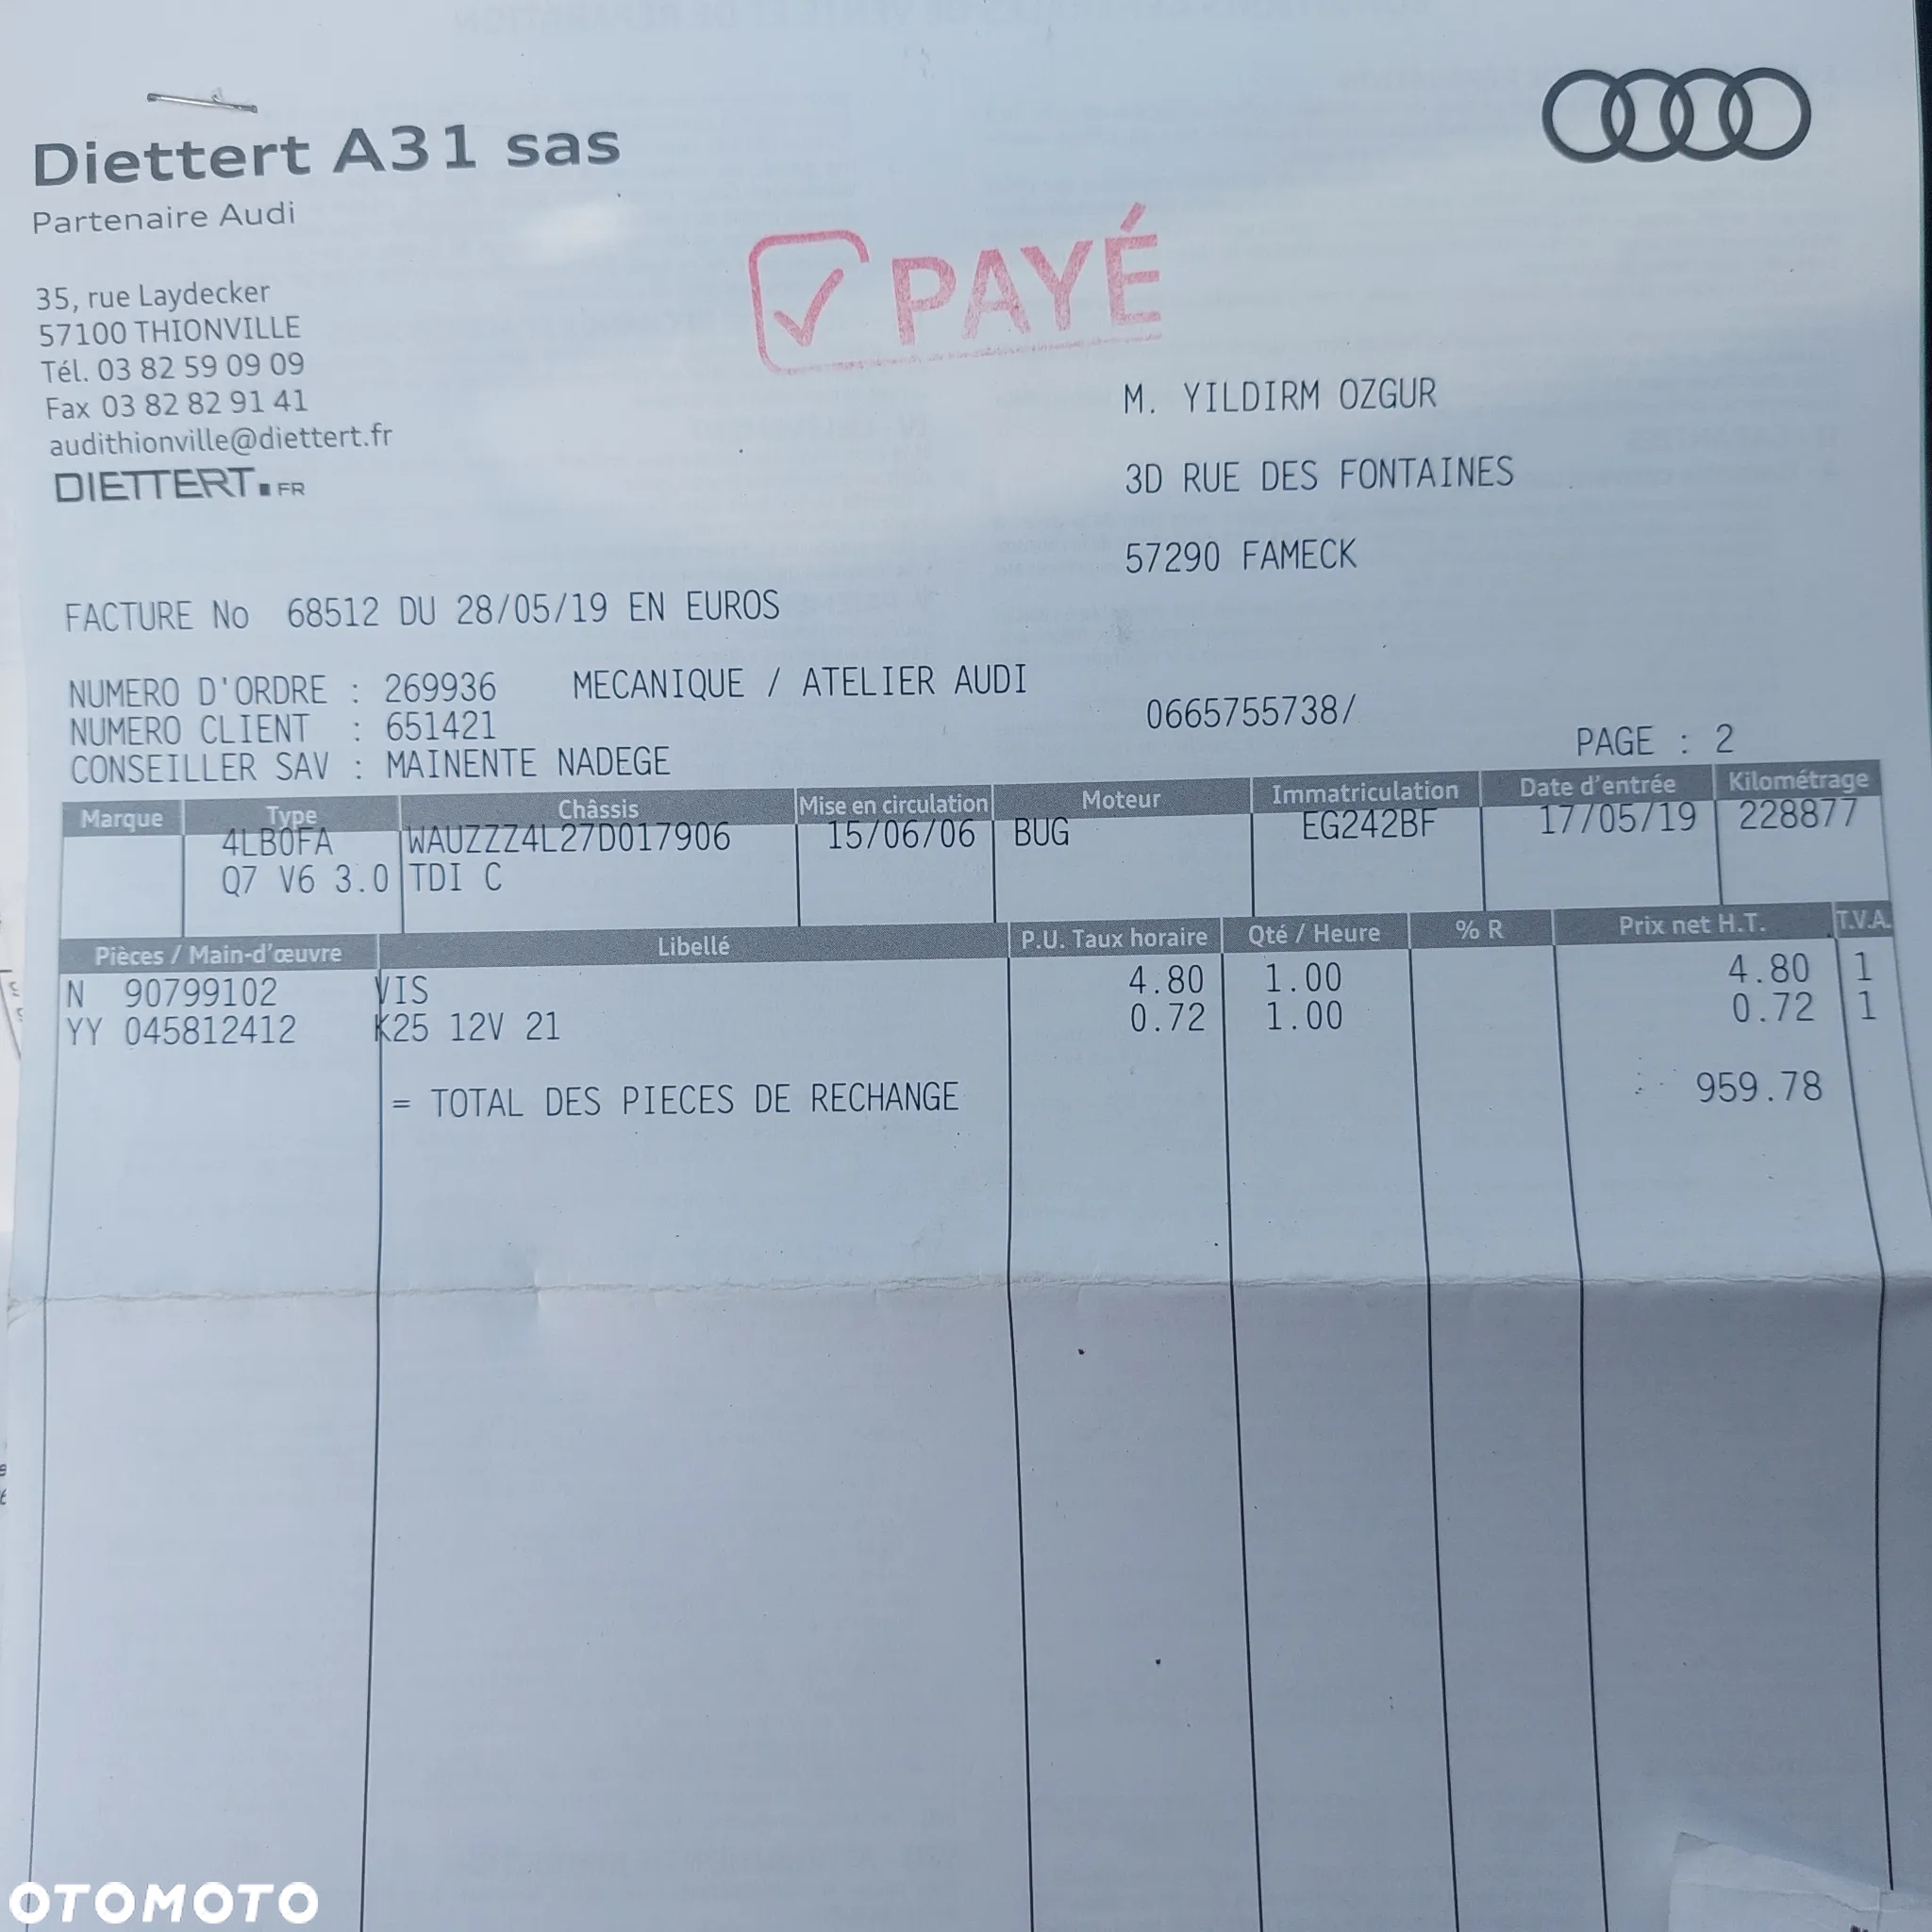 Diettert A31 sas
Partenaire Audi
35, rue Laydecker
57100 THIONVILLE
Tél. 03 82 59 09 09
Fax 03 82 82 91 41
audithionville@diettert.fr
DIETTERT.FR
PAYÉ
M. YILDIRM OZGUR
3D RUE DES FONTAINES
57290 FAMECK
FACTURE No 68512 DU 28/05/19 EN EUROS
NUMERO D'ORDRE : 269936 MECANIQUE / ATELIER AUDI
NUMERO CLIENT : 651421 0665755738/
CONSEILLER SAV : MAINENTE NADEGE PAGE : 2
Marque Type Châssis Mise en circulation Moteur Immatriculation Date d'entrée Kilométrage
4LB0FA WAUZZZ4L27D017906 15/06/06 BUG EG242BF 17/05/19 228877
Q7 V6 3.0 TDI C
Pièces / Main-d'œuvre Libellé P.U. Taux horaire Qté / Heure % R Prix net H.T. T.V.A.
N 90799102 VIS 4.80 1.00 4.80 1
YY 045812412 K25 12V 21 0.72 1.00 0.72 1
= TOTAL DES PIECES DE RECHANGE 959.78
OTOMOTO